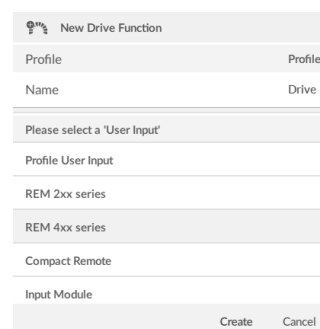 New Drive Function
Profile Profile
Name Drive
Please select a 'User Input'
Profile User Input
REM 2xx series
REM 4xx series
Compact Remote
Input Module
Create Cancel